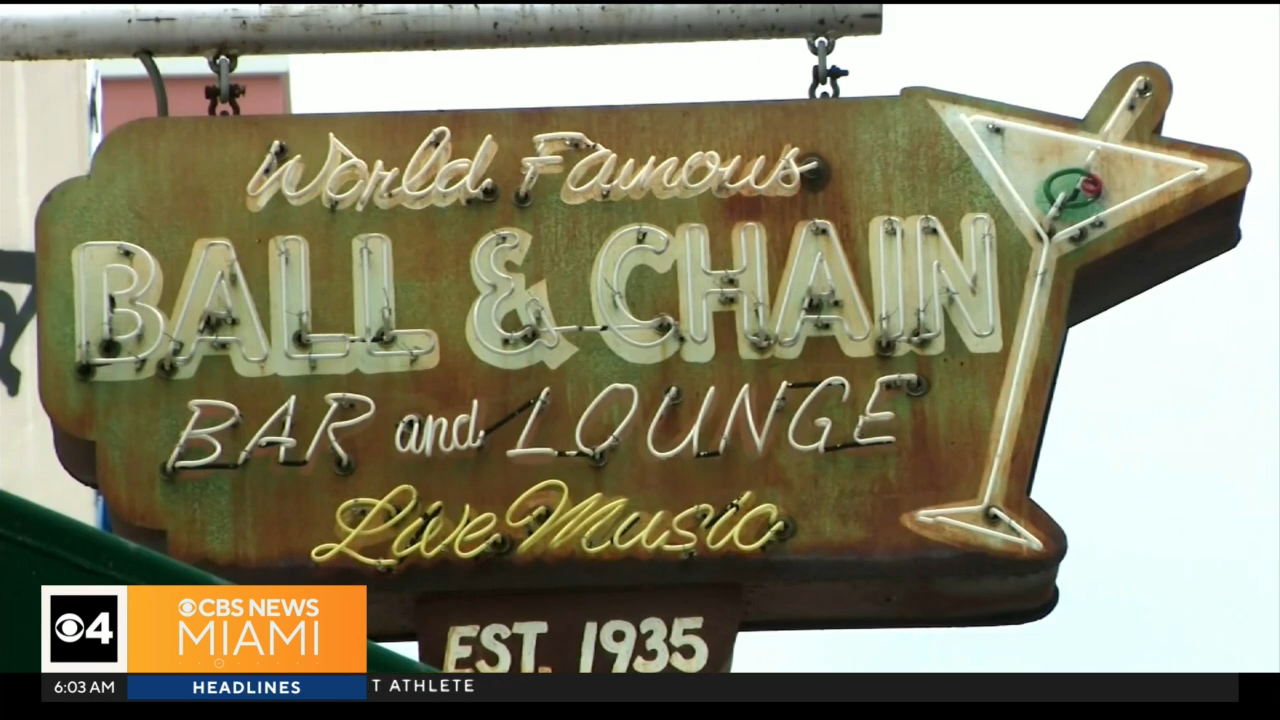 World Famous
BALL & CHAIN
BAR and LOUNGE
Live Music
EST. 1935
4
CBS NEWS
MIAMI
6:03 AM
HEADLINES
T ATHLETE